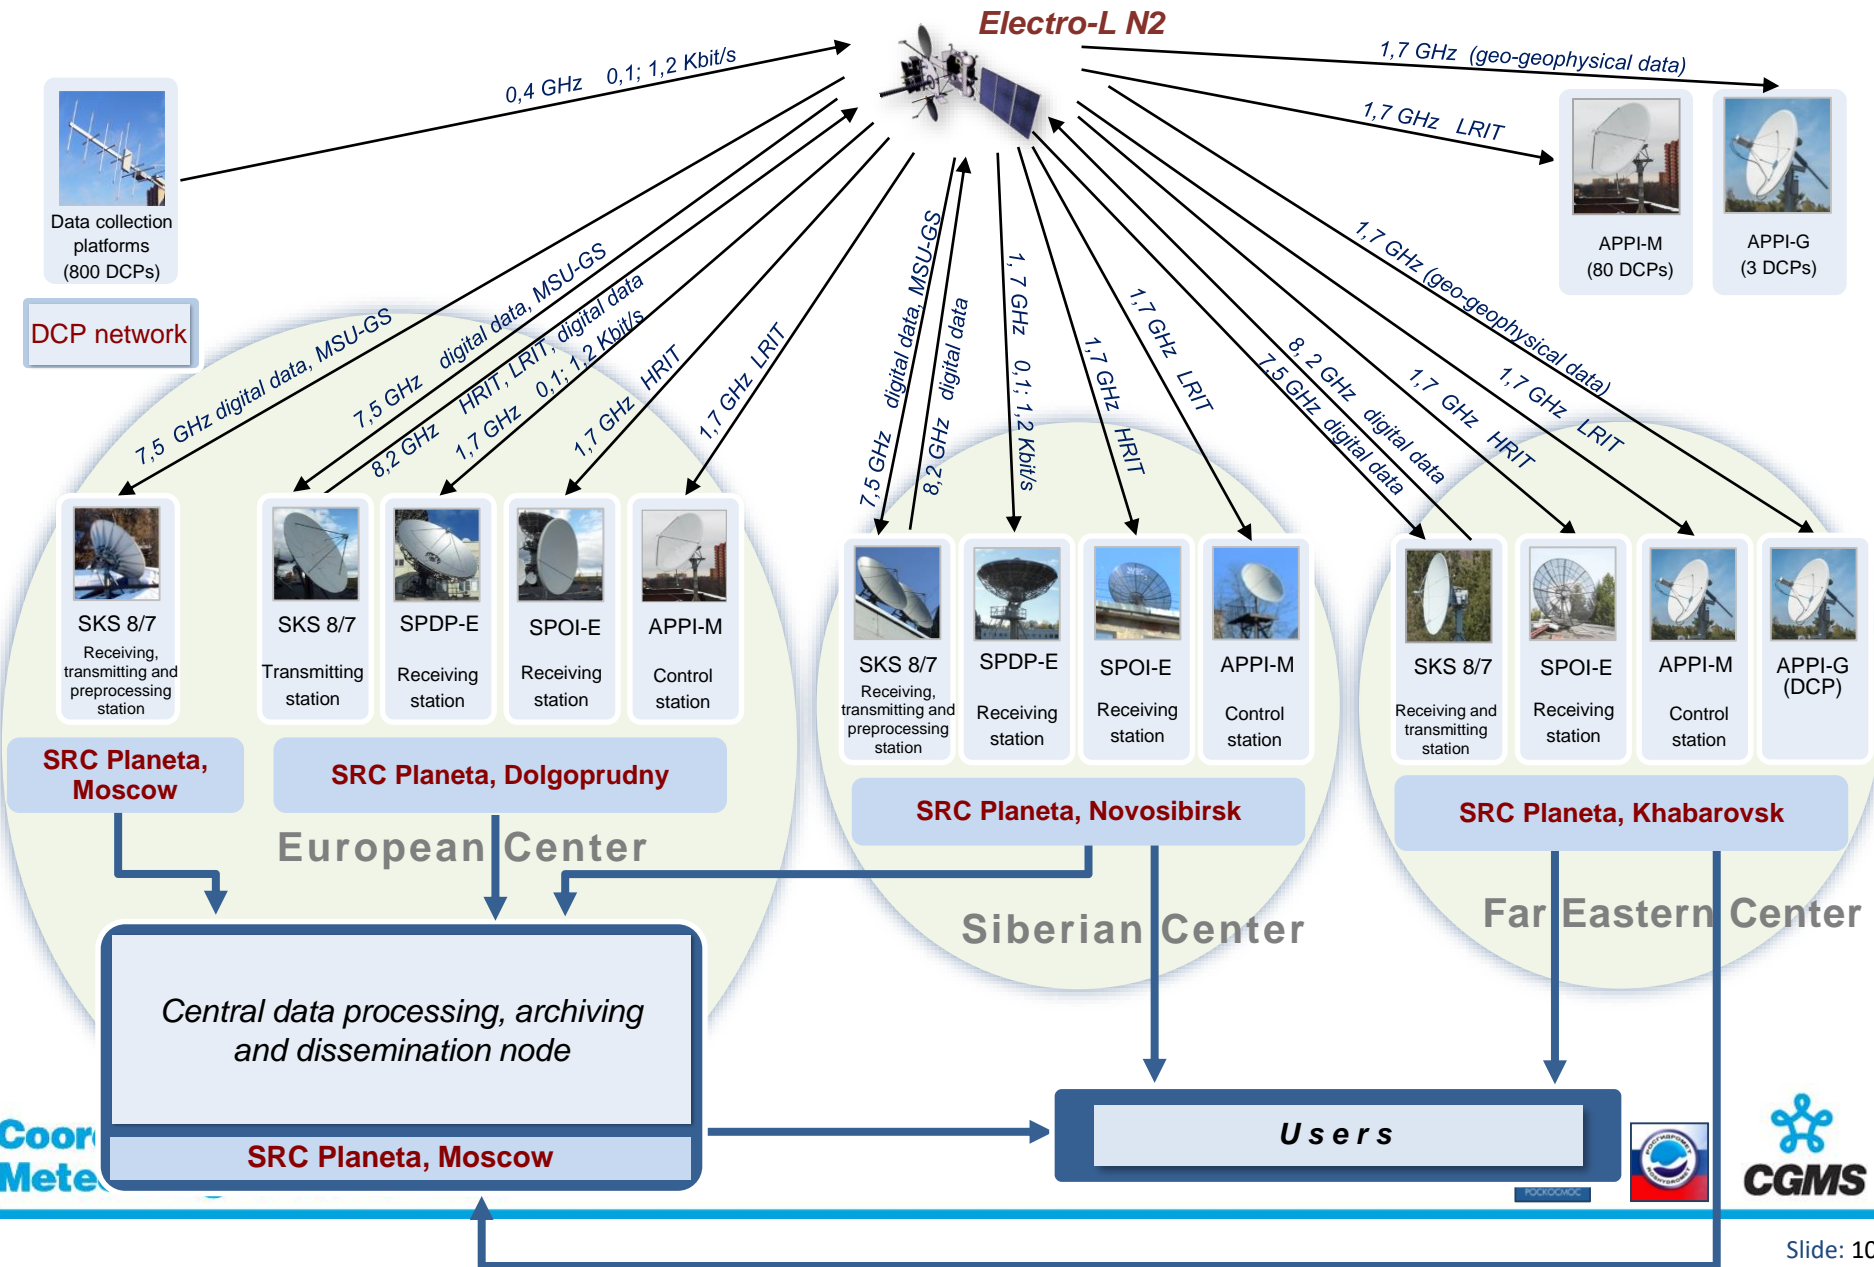 Electro-L N2
0,4 GHz 0,1; 1,2 Kbit/s
1,7 GHz (geo-geophysical data)
1,7 GHz LRIT
Data collection
platforms
(800 DCPs)
DCP network
APPI-M
(80 DCPs)
APPI-G
(3 DCPs)
7,5 GHz digital data, MSU-GS
7,5 GHz digital data, MSU-GS
8,2 GHz HRIT, LRIT, digital data
1,7 GHz 0,1; 1,2 Kbit/s
1,7 GHz HRIT
1,7 GHz LRIT
7,5 GHz digital data, MSU-GS
8,2 GHz digital data
1, 7 GHz 0,1; 1,2 Kbit/s
1,7 GHz HRIT
1,7 GHz LRIT
7,5 GHz digital data
8, 2 GHz digital data
1,7 GHz HRIT
1,7 GHz LRIT
1,7 GHz (geo-geophysical data)
SKS 8/7
Receiving,
transmitting and
preprocessing
station
SKS 8/7
Transmitting
station
SPDP-E
Receiving
station
SPOI-E
Receiving
station
APPI-M
Control
station
SKS 8/7
Receiving,
transmitting and
preprocessing
station
SPDP-E
Receiving
station
SPOI-E
Receiving
station
APPI-M
Control
station
SKS 8/7
Receiving and
transmitting
station
SPOI-E
Receiving
station
APPI-M
Control
station
APPI-G
(DCP)
SRC Planeta,
Moscow
SRC Planeta, Dolgoprudny
SRC Planeta, Novosibirsk
SRC Planeta, Khabarovsk
European Center
Siberian Center
Far Eastern Center
Central data processing, archiving
and dissemination node
SRC Planeta, Moscow
Users
Coor
Mete
РОСКОСМОС
РОСГИДРОМЕТ
ROSHYDROMET
CGMS
Slide: 10